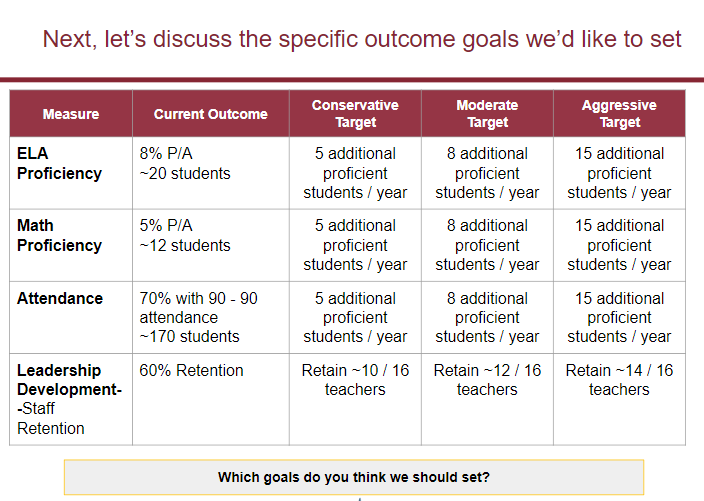 Next, let's discuss the specific outcome goals we'd like to set
Measure
Current Outcome
Conservative
Target
Moderate
Target
Aggressive
Target
ELA
Proficiency
8% P/A
~20 students
5 additional
proficient
students / year
8 additional
proficient
students / year
15 additional
proficient
students / year
Math
Proficiency
5% P/A
~12 students
5 additional
proficient
students / year
8 additional
proficient
students / year
15 additional
proficient
students / year
Attendance
70% with 90 - 90
attendance
~170 students
5 additional
proficient
students / year
8 additional
proficient
students / year
15 additional
proficient
students / year
Leadership
Development-
-Staff
Retention
60% Retention
Retain ~10 / 16
teachers
Retain ~12 / 16
teachers
Retain ~14 / 16
teachers
Which goals do you think we should set?